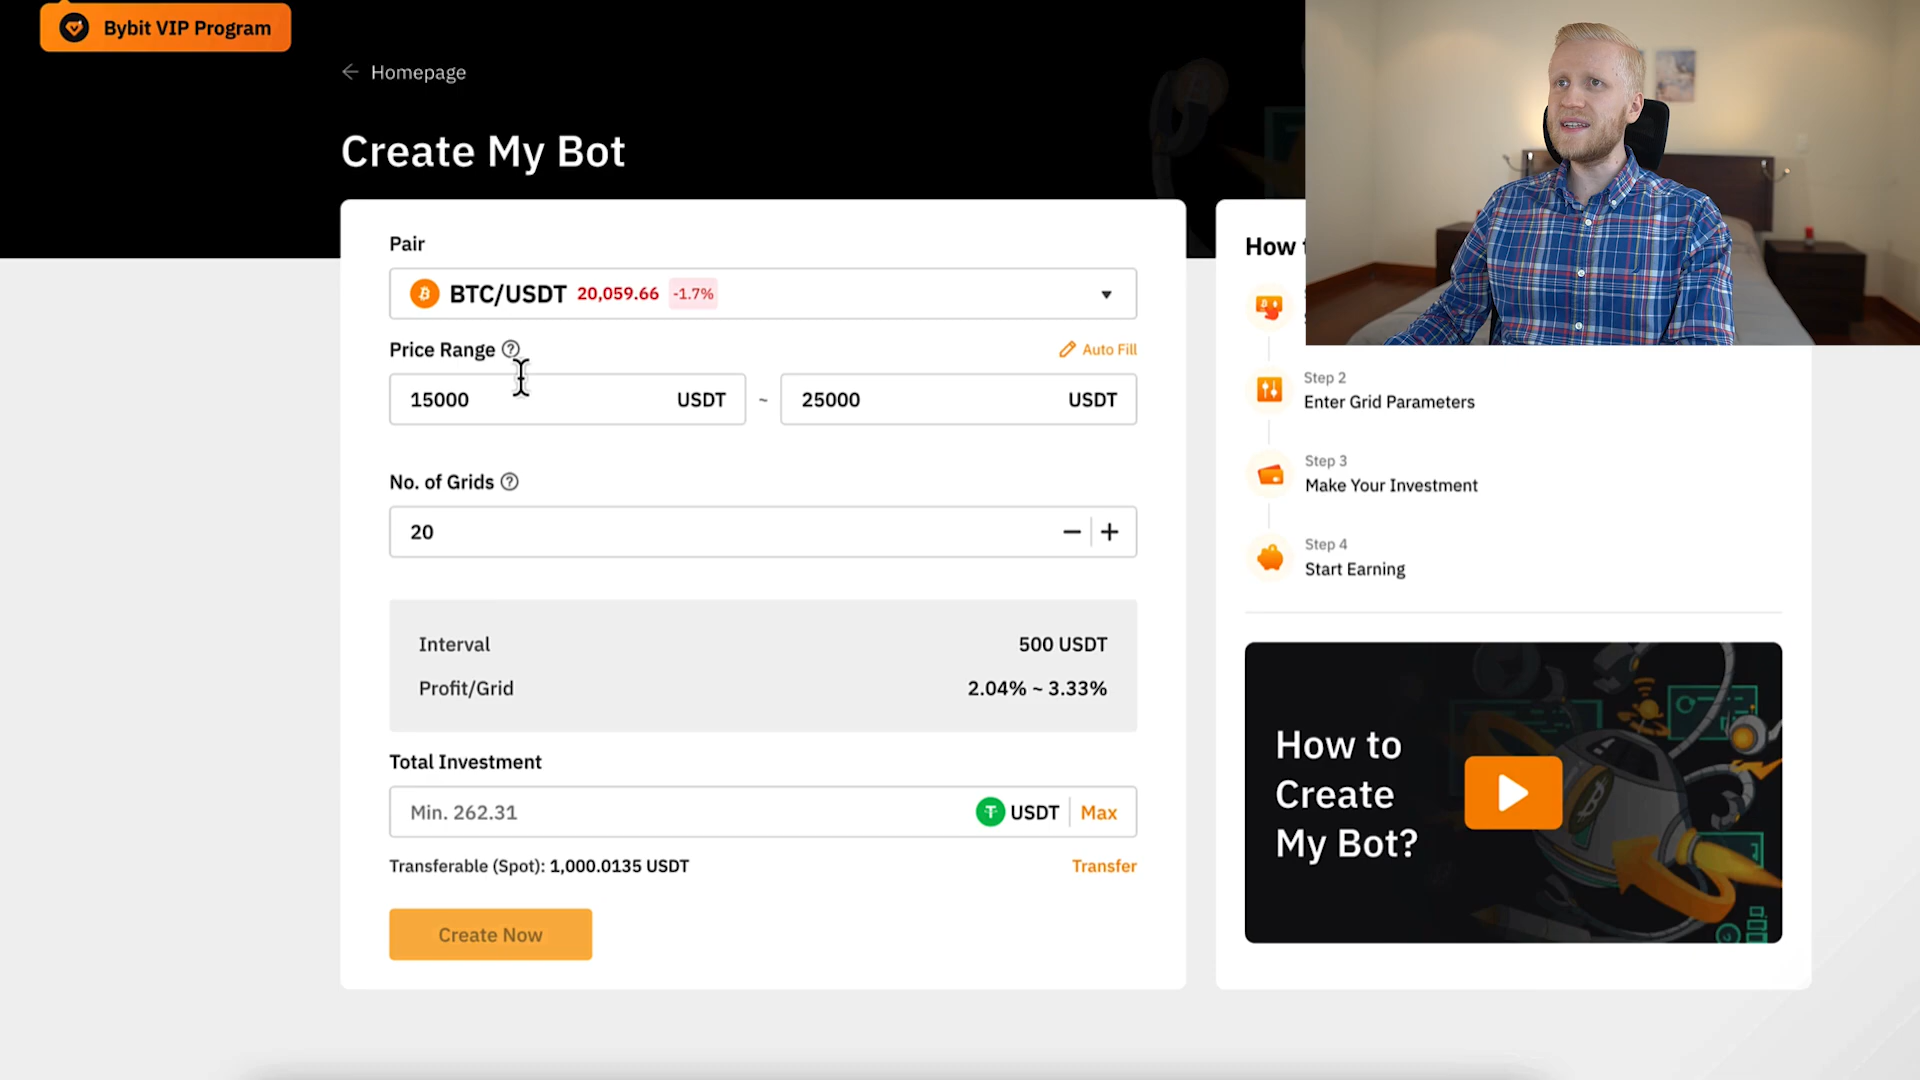 Bybit VIP Program
← Homepage
Create My Bot
Pair
BTC/USDT 20,059.66 -1.7%
Price Range
Auto Fill
15000 USDT ~ 25000 USDT
No. of Grids
20
Interval 500 USDT
Profit/Grid 2.04% ~ 3.33%
Total Investment
Min. 262.31 USDT Max
Transferable (Spot): 1,000.0135 USDT Transfer
Create Now
How
Step 2
Enter Grid Parameters
Step 3
Make Your Investment
Step 4
Start Earning
How to
Create
My Bot?